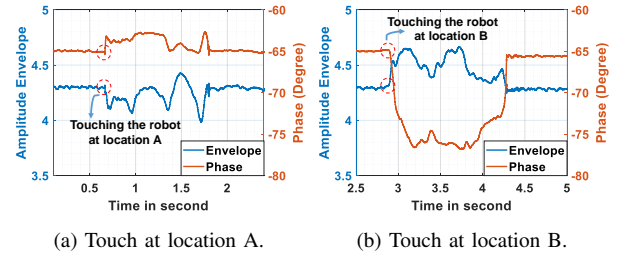 5
4.5
4
3.5
Amplitude Envelope
-60
-65
-70
-75
-80
Phase (Degree)
Touching the robot
at location A
Envelope
Phase
0.5 1 1.5 2
Time in second
(a) Touch at location A.
5
4.5
4
3.5
Amplitude Envelope
-60
-65
-70
-75
-80
Phase (Degree)
Touching the robot
at location B
Envelope
Phase
2.5 3 3.5 4 4.5 5
Time in second
(b) Touch at location B.